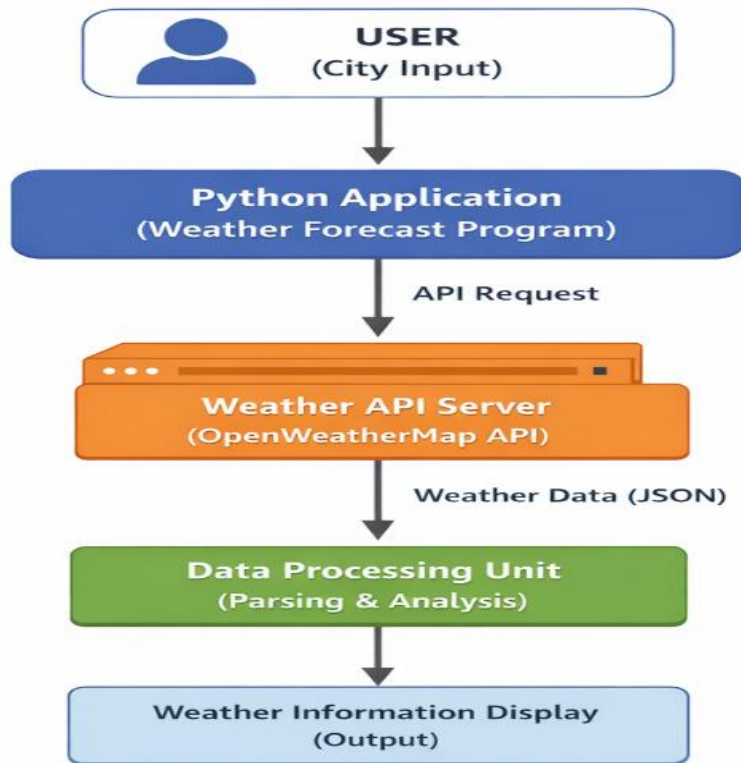 USER
(City Input)
Python Application
(Weather Forecast Program)
API Request
Weather API Server
(OpenWeatherMap API)
Weather Data (JSON)
Data Processing Unit
(Parsing & Analysis)
Weather Information Display
(Output)